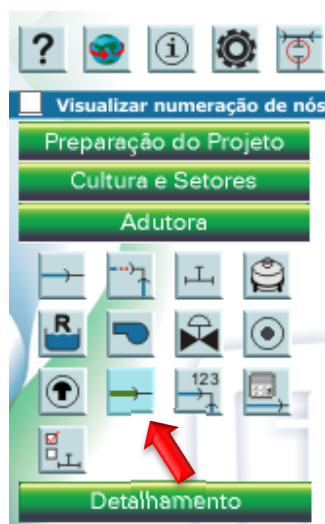 ?
i
Visualizar numeração de nós
Preparação do Projeto
Cultura e Setores
Adutora
R
123
Detalhamento